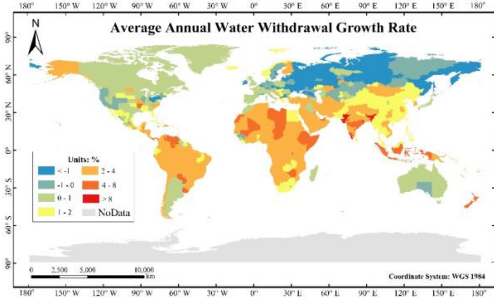 180° 150° W 120° W 90° W 60° W 30° W 0° 30° E 60° E 90° E 120° E 150° E 180°
Average Annual Water Withdrawal Growth Rate
N
90° N
60° N
30° N
0°
30° S
60° S
90° S
Units: %
< -1
-1 - 0
0 - 1
1 - 2
2 - 4
4 - 8
> 8
NoData
0 2,500 5,000 10,000
km
Coordinate System: WGS 1984
180° 150° W 120° W 90° W 60° W 30° W 0° 30° E 60° E 90° E 120° E 150° E 180°